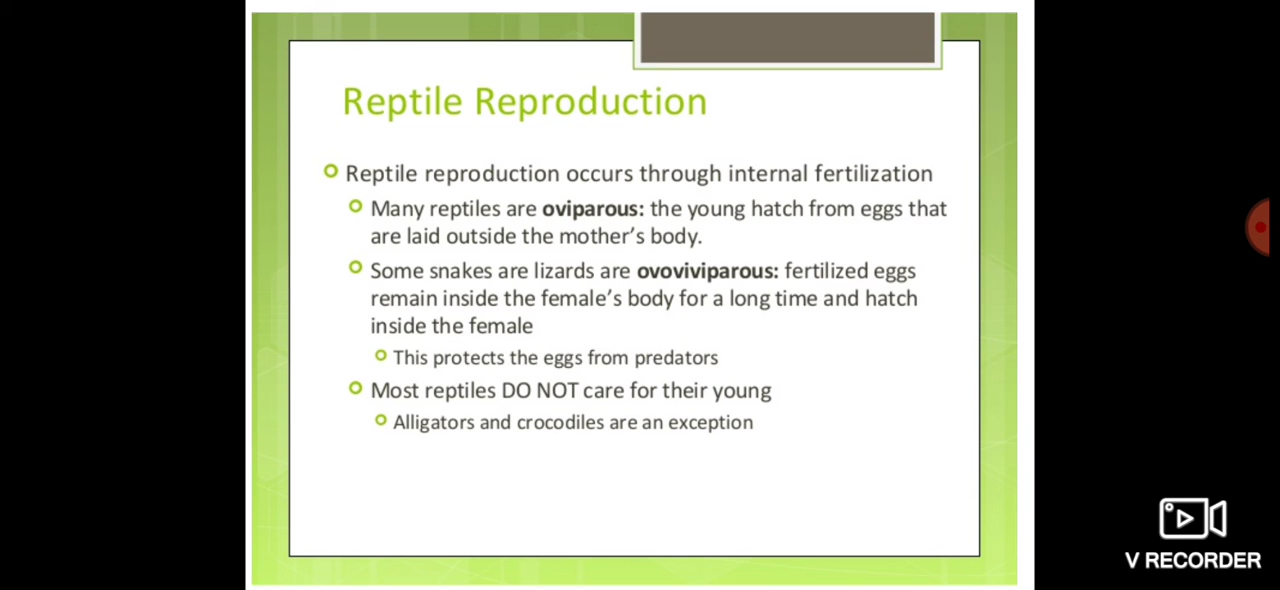 Reptile Reproduction
Reptile reproduction occurs through internal fertilization
Many reptiles are oviparous: the young hatch from eggs that
are laid outside the mother's body.
Some snakes are lizards are ovoviviparous: fertilized eggs
remain inside the female's body for a long time and hatch
inside the female
This protects the eggs from predators
Most reptiles DO NOT care for their young
Alligators and crocodiles are an exception
V RECORDER